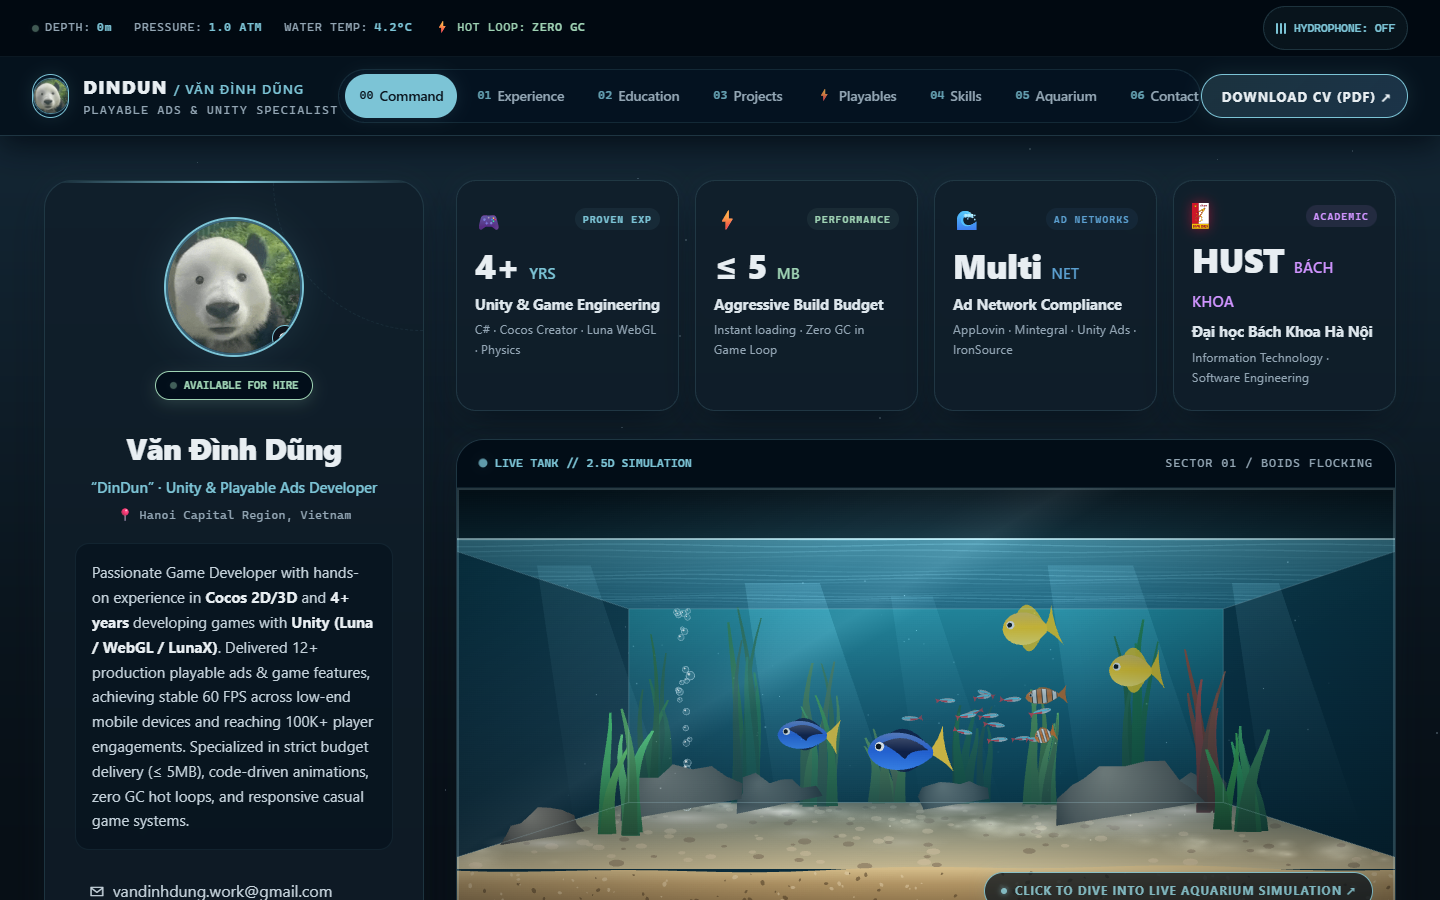 DEPTH: 0m PRESSURE: 1.0 ATM WATER TEMP: 4.2°C HOT LOOP: ZERO GC
HYDROPHONE: OFF
DINDUN / VĂN ĐÌNH DŨNG
PLAYABLE ADS & UNITY SPECIALIST
00 Command 01 Experience 02 Education 03 Projects Playables 04 Skills 05 Aquarium 06 Contact
DOWNLOAD CV (PDF) ↗
AVAILABLE FOR HIRE
Văn Đình Dũng
“DinDun” · Unity & Playable Ads Developer
Hanoi Capital Region, Vietnam
Passionate Game Developer with hands-
on experience in Cocos 2D/3D and 4+
years developing games with Unity (Luna
/ WebGL / LunaX). Delivered 12+
production playable ads & game features,
achieving stable 60 FPS across low-end
mobile devices and reaching 100K+ player
engagements. Specialized in strict budget
delivery (≤ 5MB), code-driven animations,
zero GC hot loops, and responsive casual
game systems.
vandinhdung.work@gmail.com
PROVEN EXP
4+ YRS
Unity & Game Engineering
C# · Cocos Creator · Luna WebGL
· Physics
PERFORMANCE
≤ 5 MB
Aggressive Build Budget
Instant loading · Zero GC in
Game Loop
AD NETWORKS
Multi NET
Ad Network Compliance
AppLovin · Mintegral · Unity Ads ·
IronSource
ACADEMIC
HUST BÁCH
KHOA
Đại học Bách Khoa Hà Nội
Information Technology ·
Software Engineering
LIVE TANK // 2.5D SIMULATION
SECTOR 01 / BOIDS FLOCKING
CLICK TO DIVE INTO LIVE AQUARIUM SIMULATION ↗